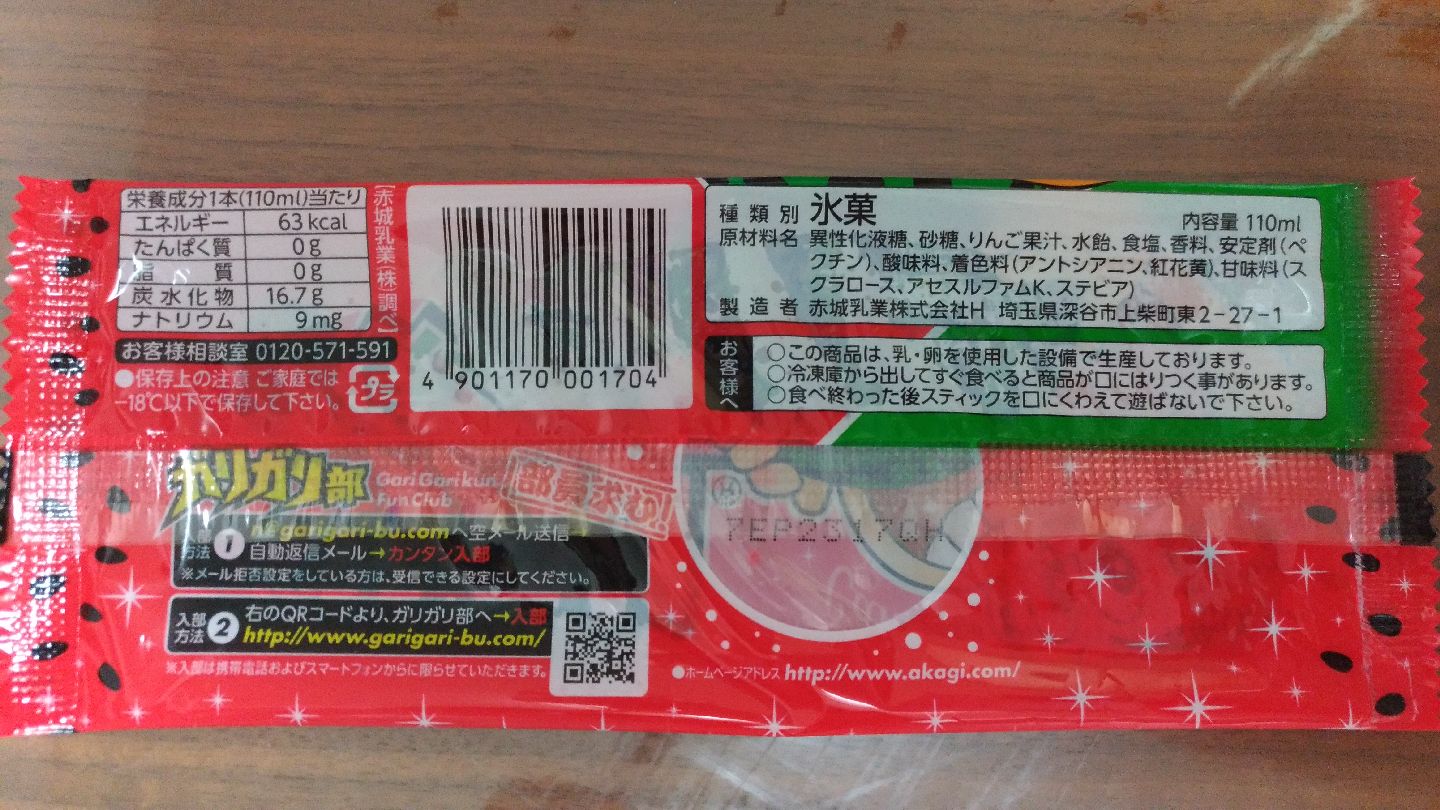 栄養成分1本(110ml)当たり
エネルギー 63kcal
たんぱく質 0g
脂質 0g
炭水化物 16.7g
ナトリウム 9mg
[赤城乳業(株)調べ]
お客様相談室 0120-571-591
●保存上の注意 ご家庭では
-18℃以下で保存して下さい。
プラ
4 901170 001704
種類別 氷菓
内容量 110ml
原材料名 異性化液糖、砂糖、りんご果汁、水飴、食塩、香料、安定剤(ペ
クチン)、酸味料、着色料(アントシアニン、紅花黄)、甘味料(ス
クラロース、アセスルファムK、ステビア)
製造者 赤城乳業株式会社H 埼玉県深谷市上柴町東2-27-1
お客様へ
○この商品は、乳・卵を使用した設備で生産しております。
○冷凍庫から出してすぐ食べると商品が口にはりつく事があります。
○食べ終わった後スティックを口にくわえて遊ばないで下さい。
ガリガリ部
Gari Gari kun
Fun Club
部員求む!
入部方法 1
garigari-bu.comへ空メール送信→
自動返信メール→カンタン入部
※メール拒否設定をしている方は、受信できる設定にしてください。
7EP2317QH
入部方法 2
右のQRコードより、ガリガリ部へ→入部
http://www.garigari-bu.com/
※入部は携帯電話およびスマートフォンからに限らせていただきます。
●ホームページアドレス http://www.akagi.com/